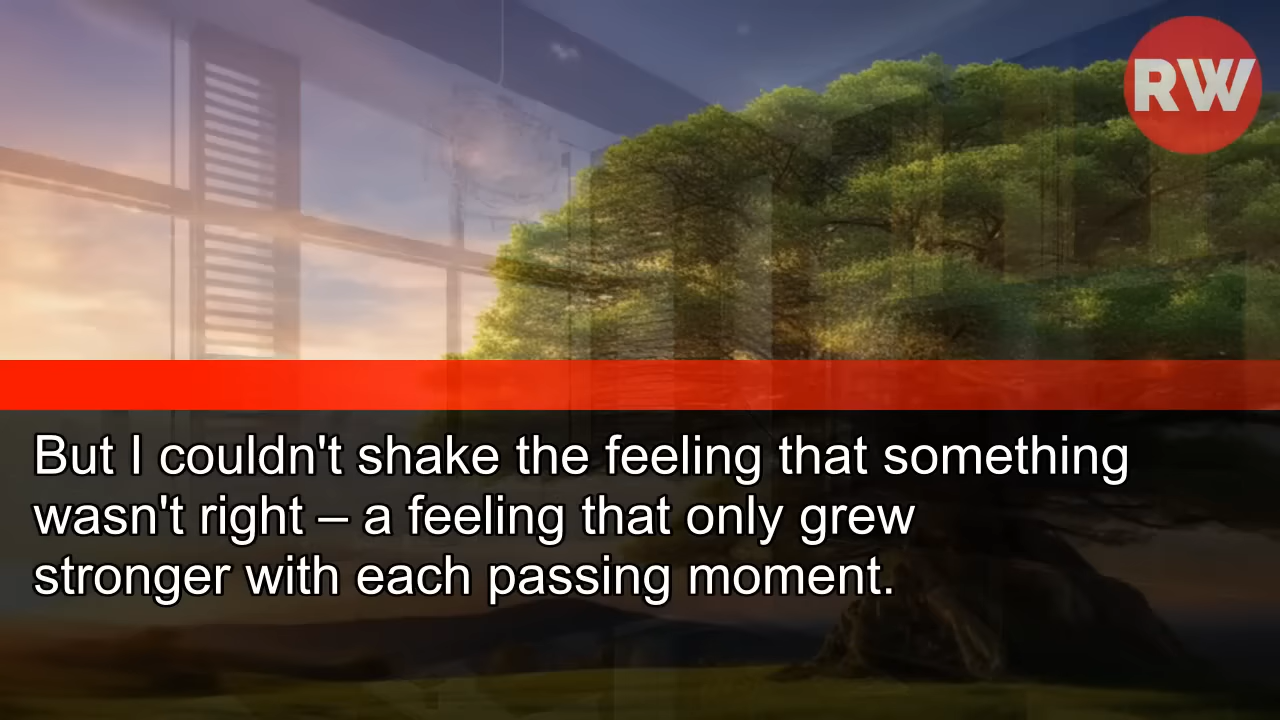 RW
But I couldn't shake the feeling that something
wasn't right – a feeling that only grew
stronger with each passing moment.